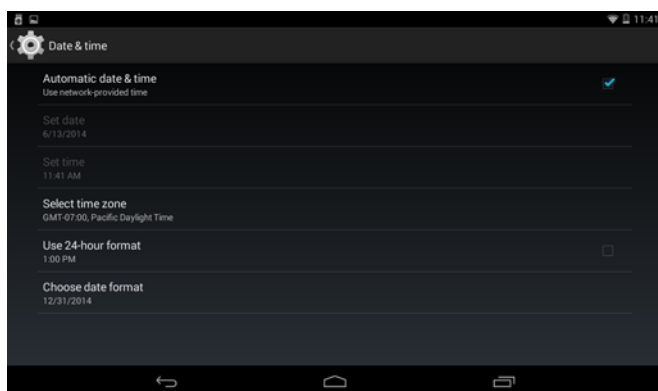 11:41
Date & time
Automatic date & time
Use network-provided time
Set date
6/13/2014
Set time
11:41 AM
Select time zone
GMT-07:00, Pacific Daylight Time
Use 24-hour format
1:00 PM
Choose date format
12/31/2014